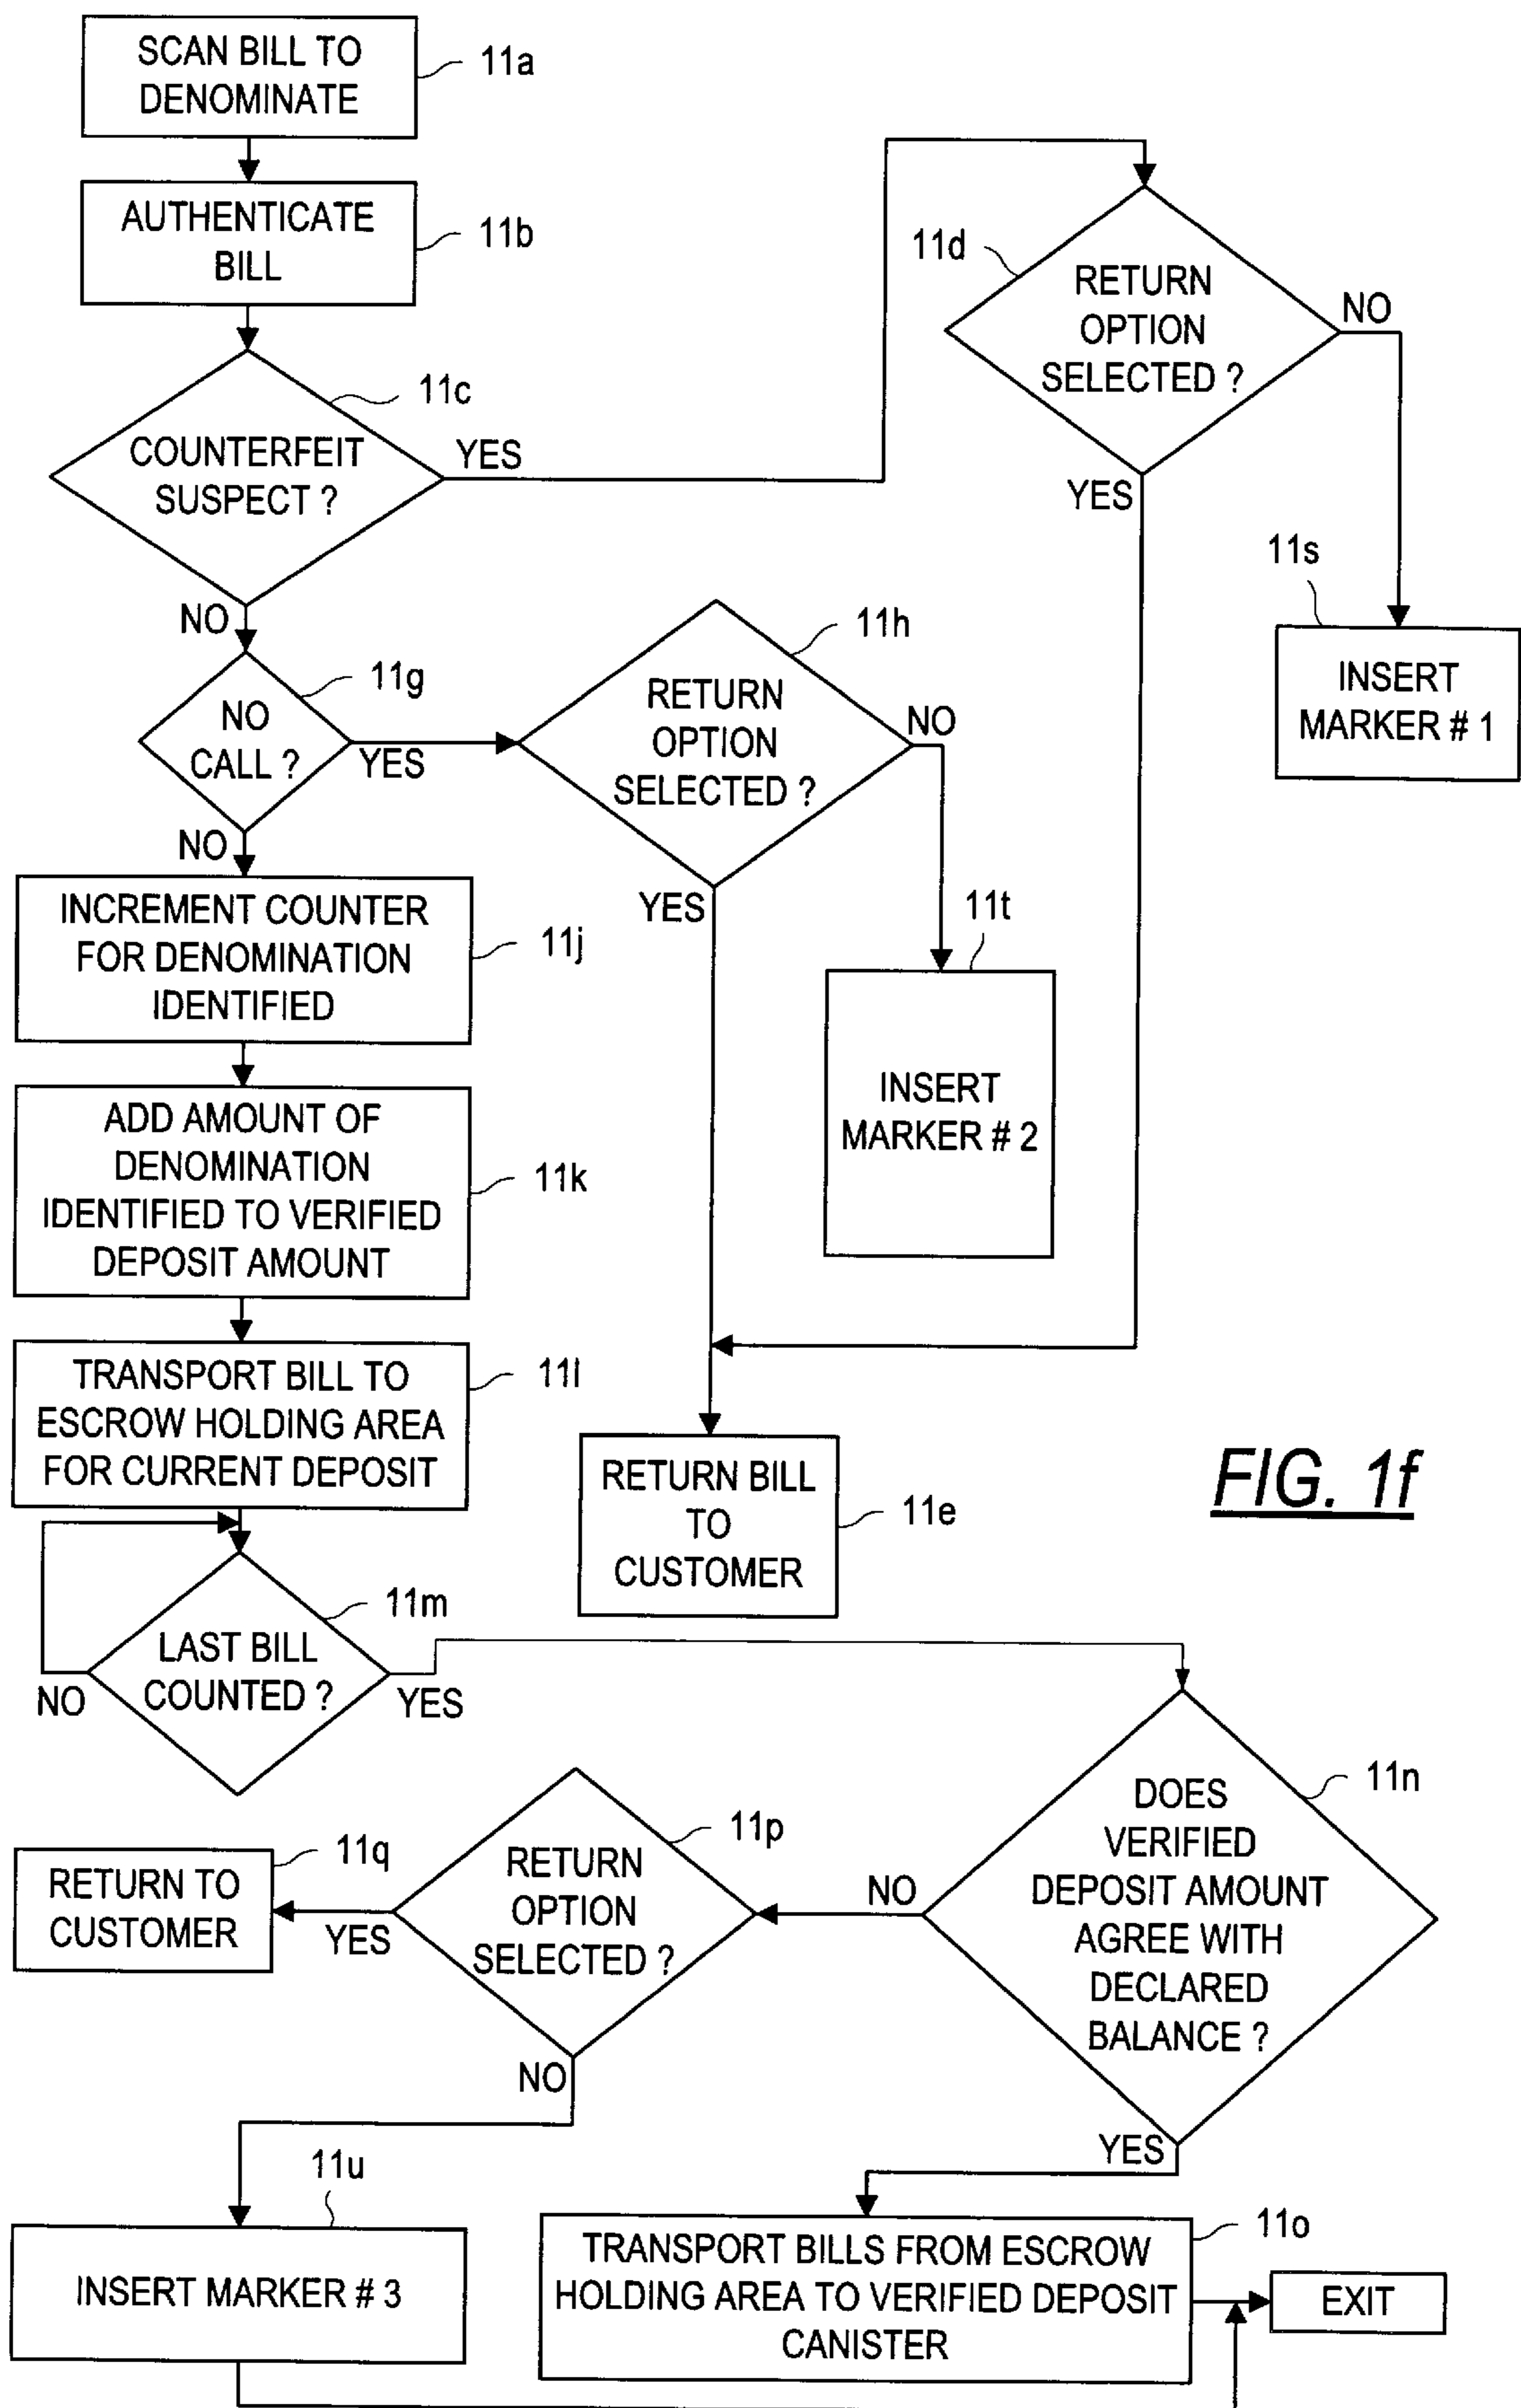 SCAN BILL TO
DENOMINATE
11a
AUTHENTICATE
BILL
11b
COUNTERFEIT
SUSPECT ?
11c
YES
NO
11d
RETURN
OPTION
SELECTED ?
NO
YES
11s
INSERT
MARKER # 1
11g
NO
CALL ?
YES
NO
11h
RETURN
OPTION
SELECTED ?
NO
YES
11t
INSERT
MARKER # 2
INCREMENT COUNTER
FOR DENOMINATION
IDENTIFIED
11j
ADD AMOUNT OF
DENOMINATION
IDENTIFIED TO VERIFIED
DEPOSIT AMOUNT
11k
TRANSPORT BILL TO
ESCROW HOLDING AREA
FOR CURRENT DEPOSIT
11l
RETURN BILL
TO
CUSTOMER
11e
FIG. 1f
11m
LAST BILL
COUNTED ?
NO
YES
11n
DOES
VERIFIED
DEPOSIT AMOUNT
AGREE WITH
DECLARED
BALANCE ?
NO
YES
11p
RETURN
OPTION
SELECTED ?
YES
NO
11q
RETURN TO
CUSTOMER
11u
INSERT MARKER # 3
11o
TRANSPORT BILLS FROM ESCROW
HOLDING AREA TO VERIFIED DEPOSIT
CANISTER
EXIT